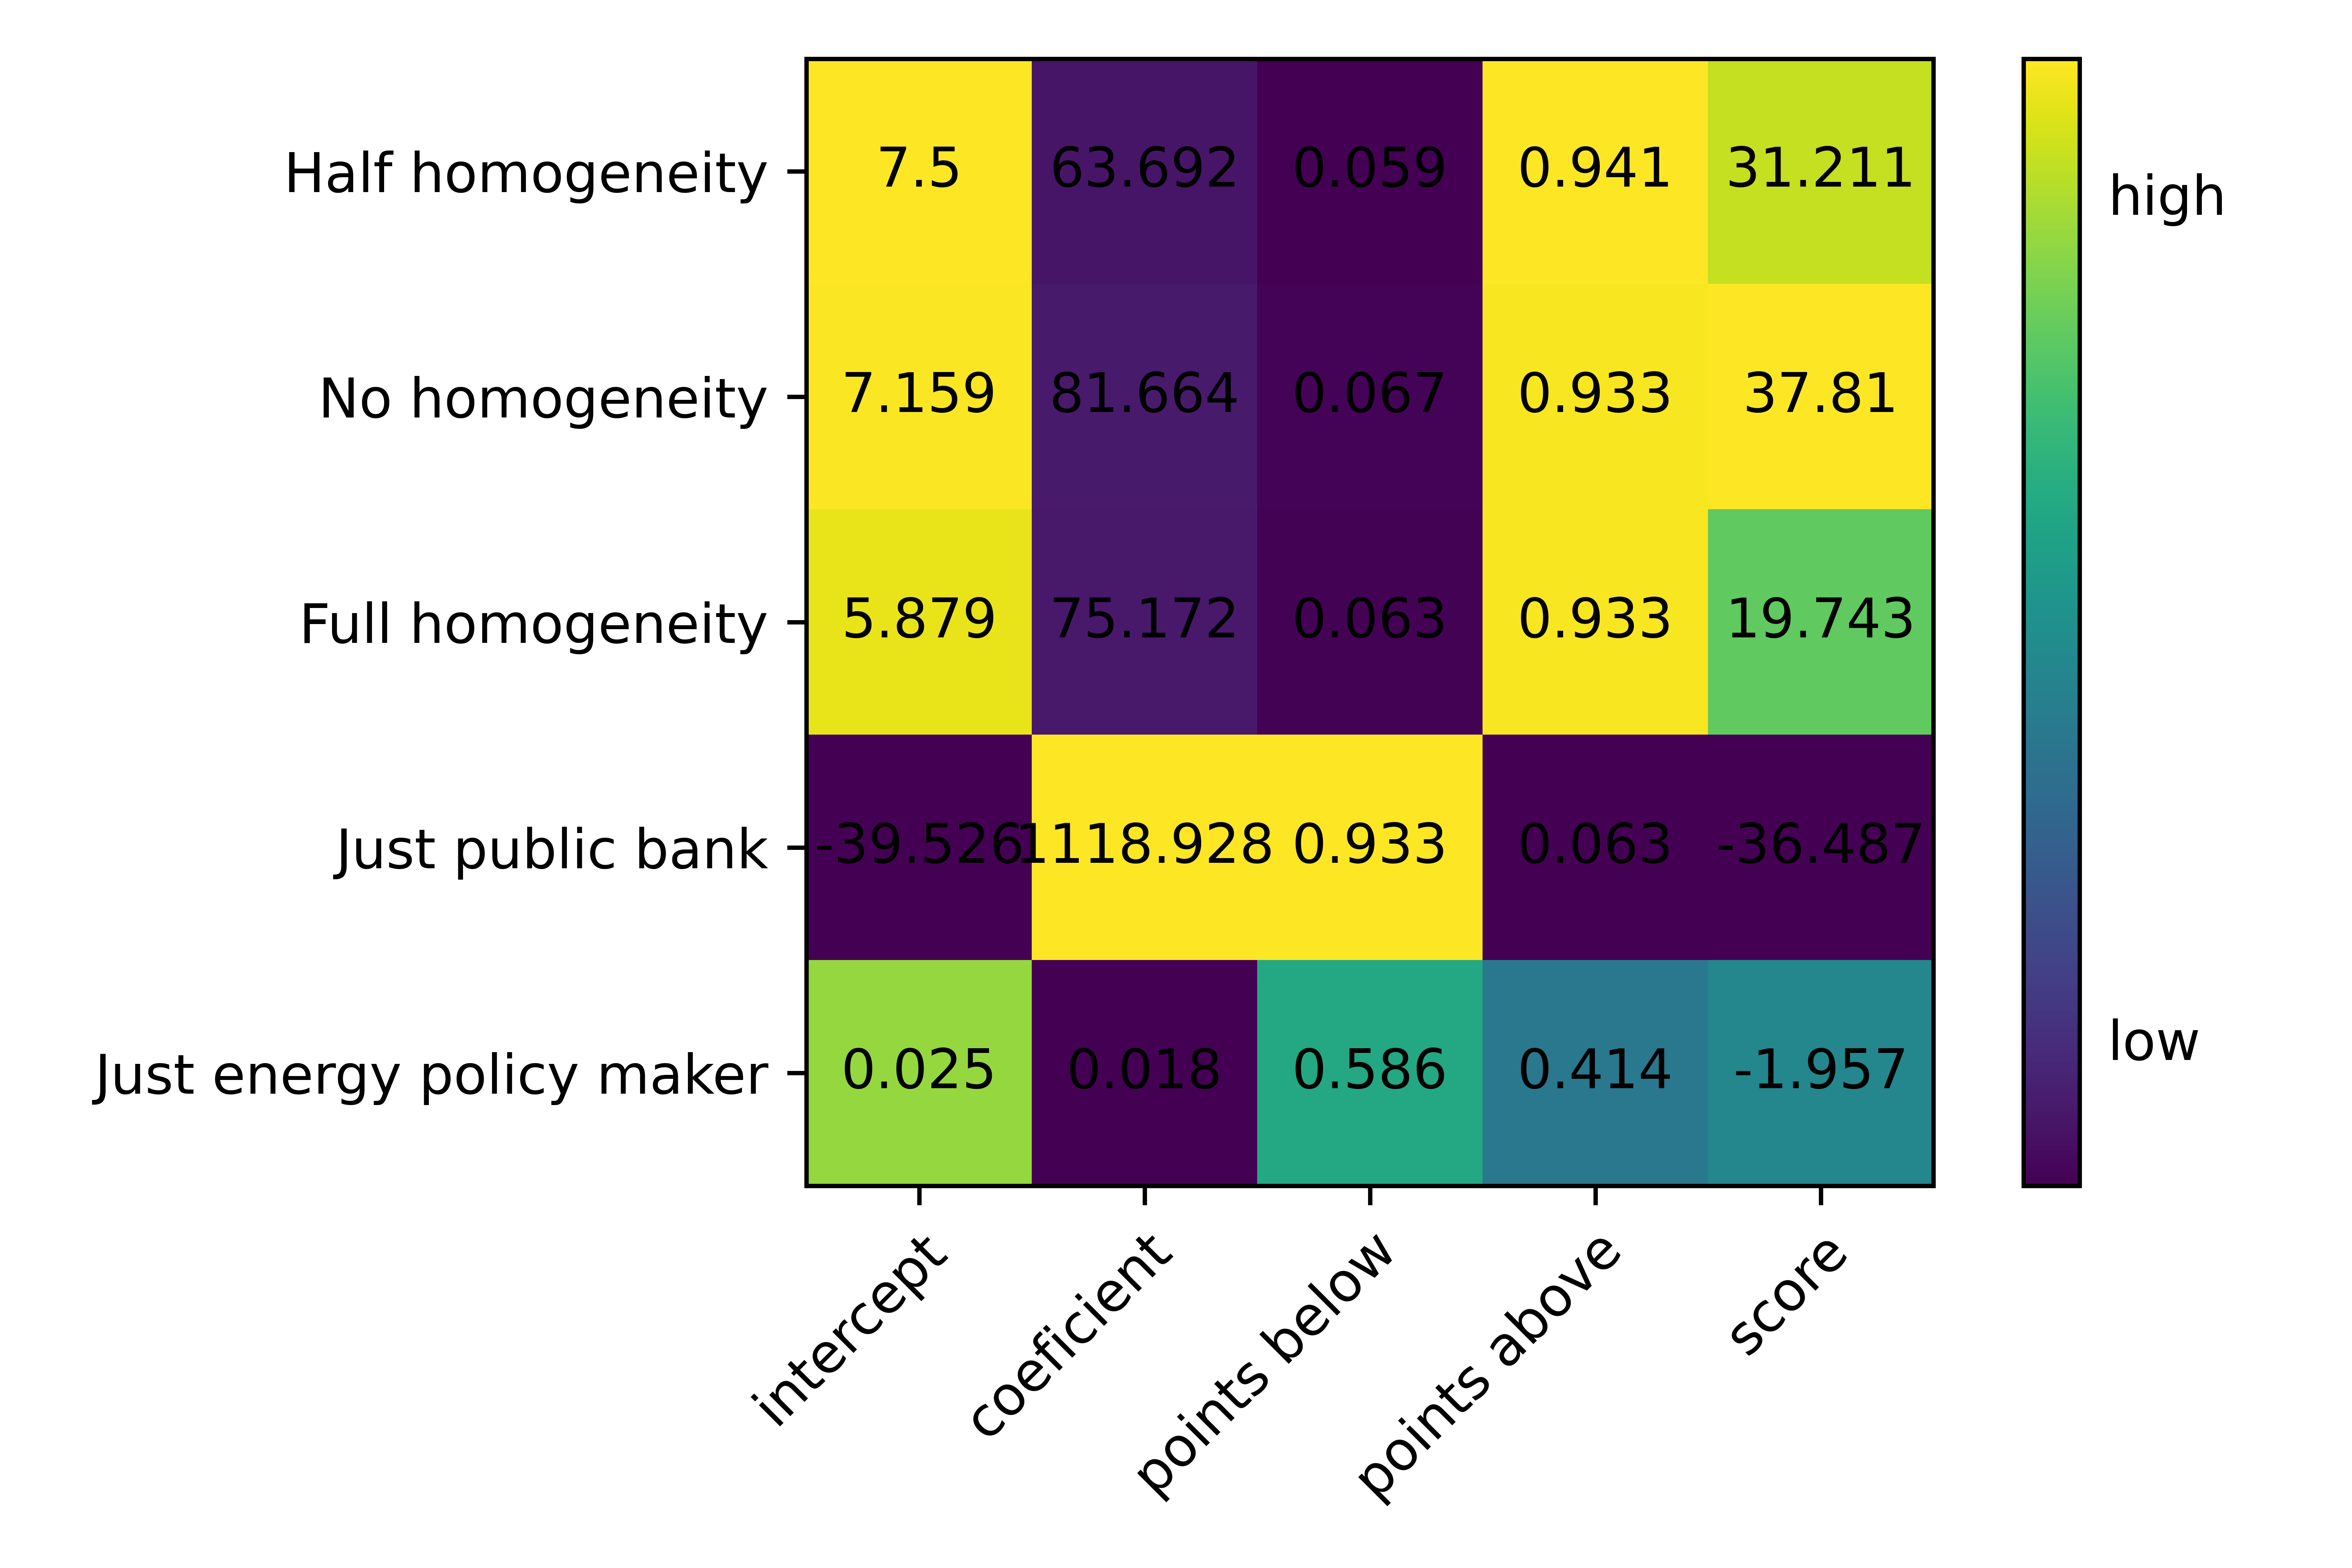 Half homogeneity 7.5 63.692 0.059 0.941 31.211
high
No homogeneity 7.159 81.664 0.067 0.933 37.81
Full homogeneity 5.879 75.172 0.063 0.933 19.743
Just public bank -39.526 1118.928 0.933 0.063 -36.487
low
Just energy policy maker 0.025 0.018 0.586 0.414 -1.957
intercept coeficient points below points above score